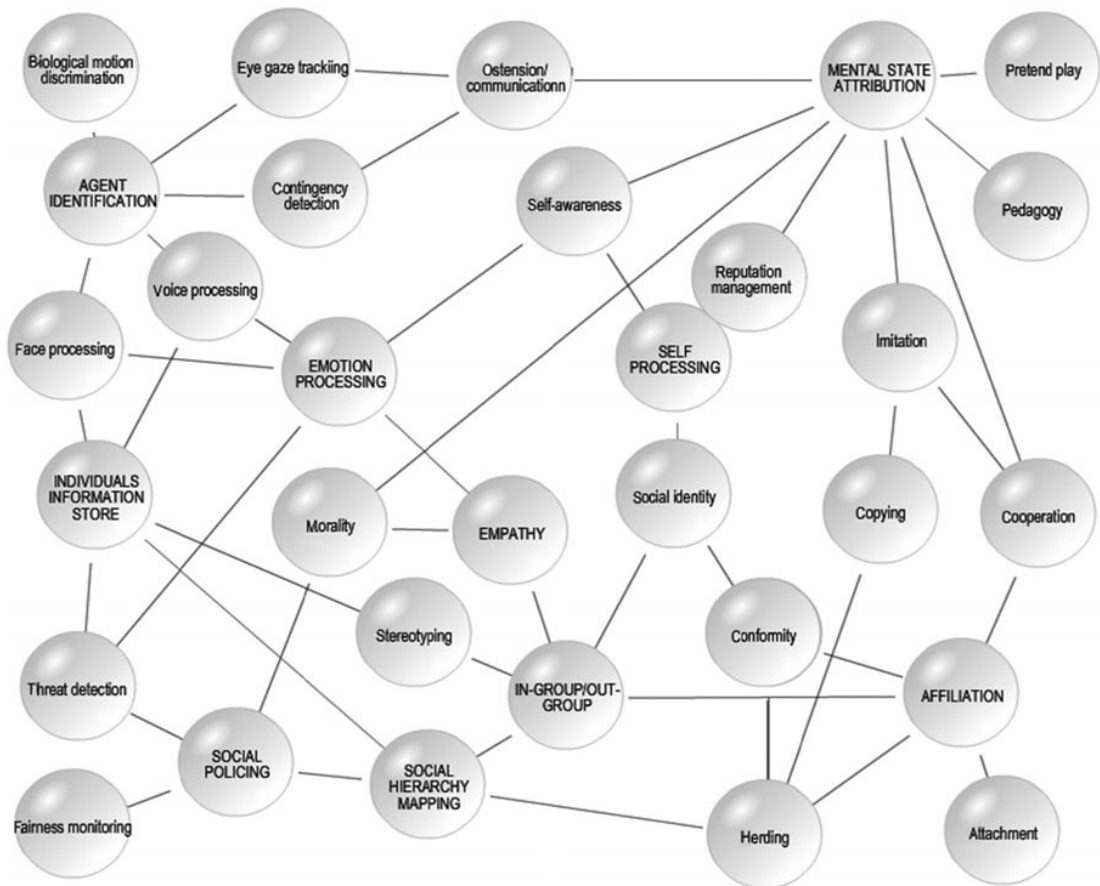 Biological motion
discrimination
Eye gaze trackiing
Ostension/
communicationn
MENTAL STATE
ATTRIBUTION
Pretend play
AGENT
IDENTIFICATION
Contingency
detection
Self-awareness
Pedagogy
Voice processing
Reputation
management
Face processing
EMOTION
PROCESSING
SELF
PROCESSING
Imitation
INDIVIDUALS
INFORMATION
STORE
Morality
EMPATHY
Social identity
Copying
Cooperation
Stereotyping
Conformity
Threat detection
IN-GROUP/OUT-
GROUP
AFFILIATION
SOCIAL
POLICING
SOCIAL
HIERARCHY
MAPPING
Fairness monitoring
Herding
Attachment